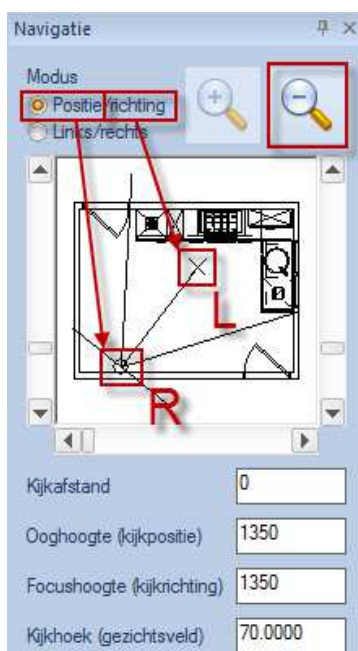 Navigatie
Modus
Positie/richting
Links/rechts
L
R
Kijkafstand 0
Ooghoogte (kijkpositie) 1350
Focushoogte (kijkrichting) 1350
Kijkhoek (gezichtsveld) 70.0000